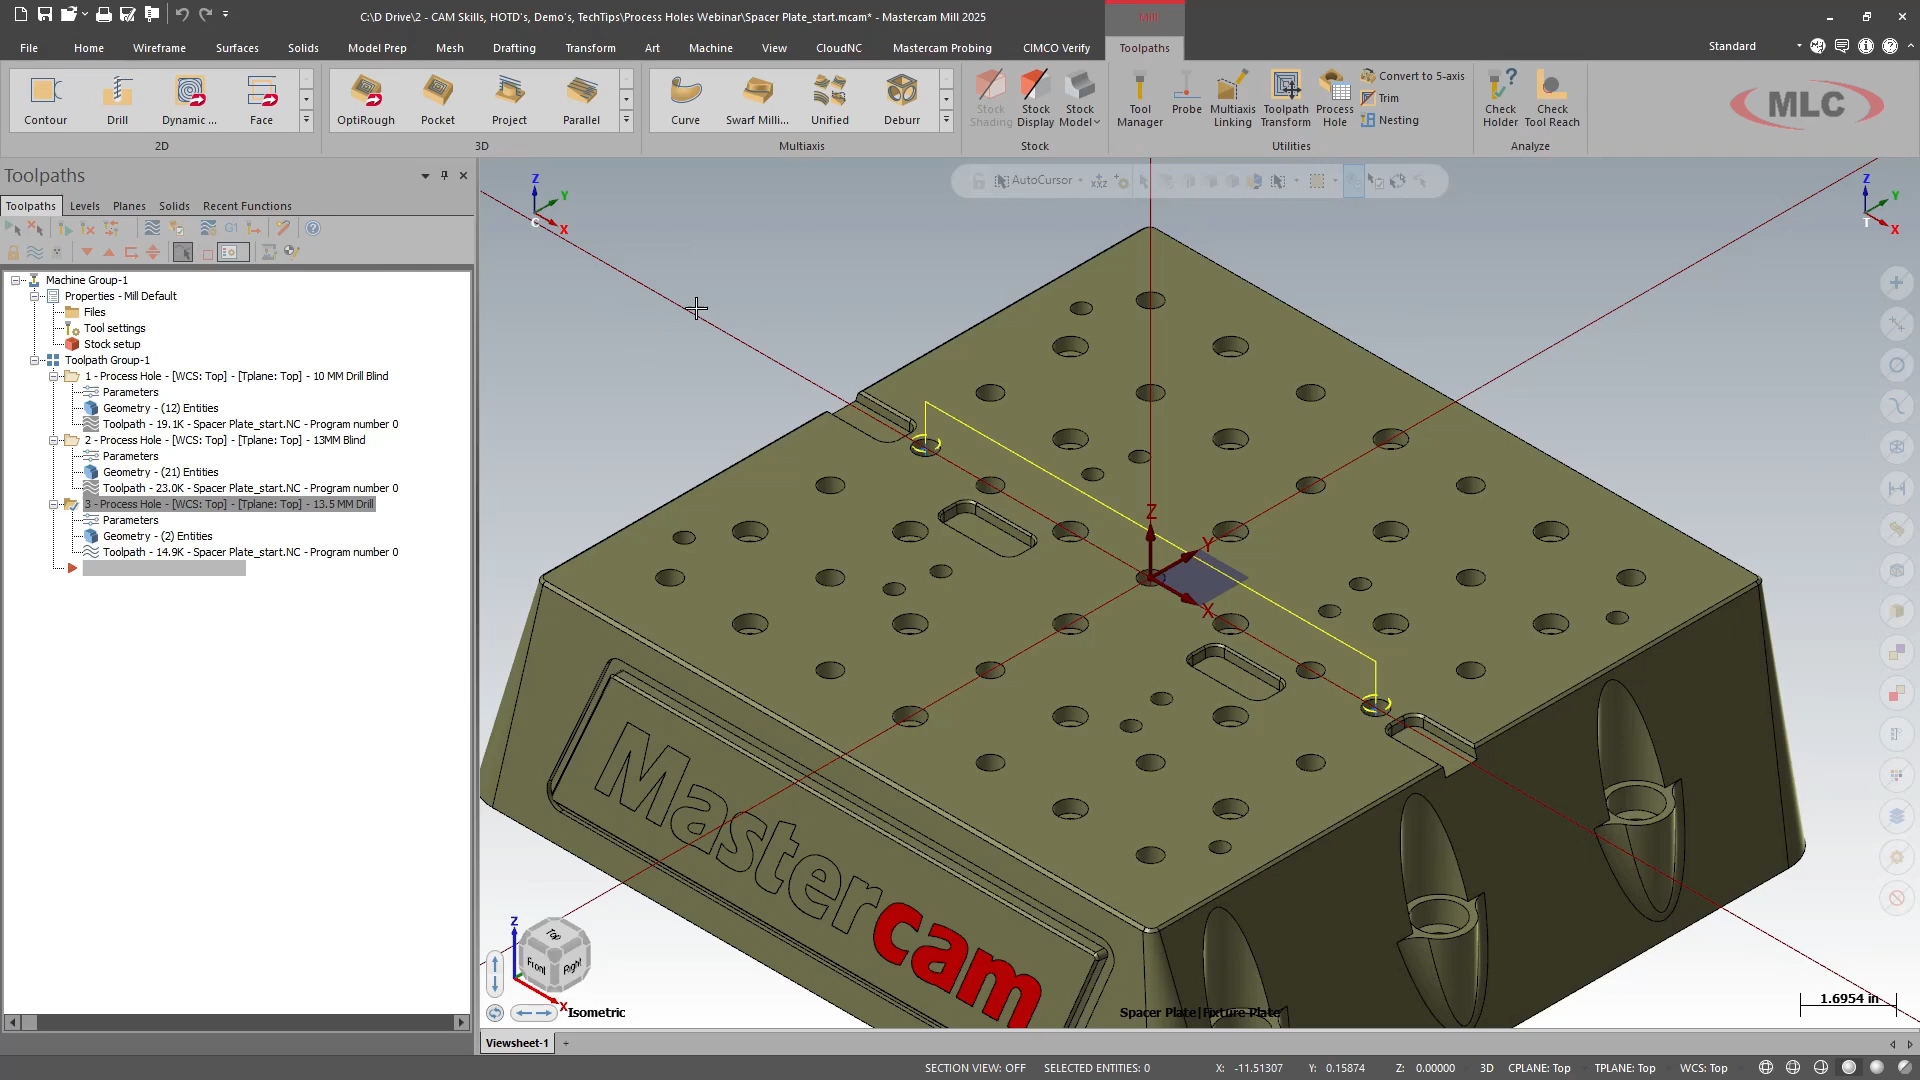 C:\D Drive\2 - CAM Skills, HOTD's, Demo's, TechTips\Process Holes Webinar\Spacer Plate_start.mcam* - Mastercam Mill 2025
Mill
File Home Wireframe Surfaces Solids Model Prep Mesh Drafting Transform Art Machine View CloudNC Mastercam Probing CIMCO Verify Toolpaths Standard
Contour Drill Dynamic ... Face
2D
OptiRough Pocket Project Parallel
3D
Curve Swarf Milli... Unified Deburr
Multiaxis
Stock Shading
Stock Display
Stock Model
Stock
Tool Manager
Probe
Multiaxis Linking
Toolpath Transform
Process Hole
Convert to 5-axis
Trim
Nesting
Utilities
Check Holder
Check Tool Reach
Analyze
MLC
Toolpaths
Toolpaths Levels Planes Solids Recent Functions
G1
Machine Group-1
Properties - Mill Default
Files
Tool settings
Stock setup
Toolpath Group-1
1 - Process Hole - [WCS: Top] - [Tplane: Top] - 10 MM Drill Blind
Parameters
Geometry - (12) Entities
Toolpath - 19.1K - Spacer Plate_start.NC - Program number 0
2 - Process Hole - [WCS: Top] - [Tplane: Top] - 13MM Blind
Parameters
Geometry - (21) Entities
Toolpath - 23.0K - Spacer Plate_start.NC - Program number 0
3 - Process Hole - [WCS: Top] - [Tplane: Top] - 13.5 MM Drill
Parameters
Geometry - (2) Entities
Toolpath - 14.9K - Spacer Plate_start.NC - Program number 0
AutoCursor
Z
Y
X
C
Z
Y
X
T
Z
Y
X
Mastercam
Z
Top
Front
Right
X
Isometric
Spacer Plate|Fixture Plate
1.6954 in
Viewsheet-1 +
SECTION VIEW: OFF SELECTED ENTITIES: 0 X: -11.51307 Y: 0.15874 Z: 0.00000 3D CPLANE: Top TPLANE: Top WCS: Top